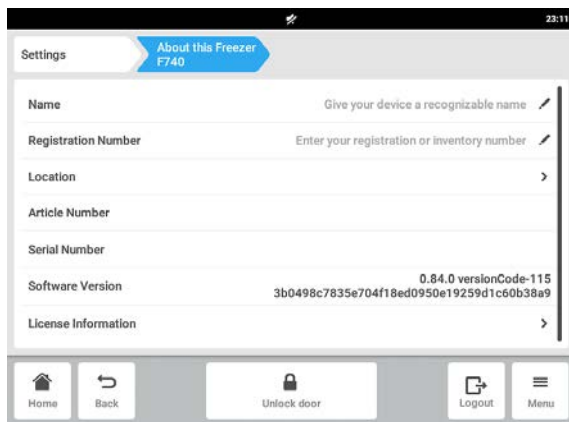 23:11
Settings
About this Freezer
F740
Name Give your device a recognizable name
Registration Number Enter your registration or inventory number
Location
Article Number
Serial Number
Software Version 0.84.0 versionCode-115
3b0498c7835e704f18ed0950e19259d1c60b38a9
License Information
Home Back Unlock door Logout Menu